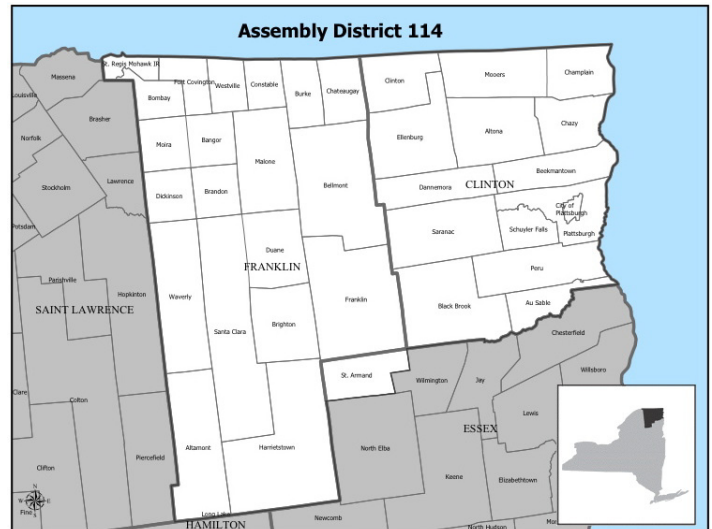 Assembly District 114
St. Regis Mohawk IR
Massena
Fort Covington
Westville
Constable
Burke
Chateaugay
Clinton
Mooers
Champlain
Louisville
Bombay
Brasher
Norfolk
Moira
Bangor
Malone
Ellenburg
Altona
Chazy
Stockholm
Lawrence
Dickinson
Brandon
Bellmont
Dannemora
CLINTON
Beekmantown
Potsdam
City of
Plattsburgh
Saranac
Schuyler Falls
Plattsburgh
Duane
FRANKLIN
Parishville
Hopkinton
SAINT LAWRENCE
Waverly
Santa Clara
Brighton
Franklin
Black Brook
Peru
Au Sable
Chesterfield
St. Armand
Wilmington
Jay
Willsboro
Clare
Colton
Lewis
ESSEX
Altamont
Harrietstown
North Elba
Piercefield
Clifton
Keene
Elizabethtown
N
W
E
S
Fine
Long Lake
HAMILTON
Newcomb
North Hudson